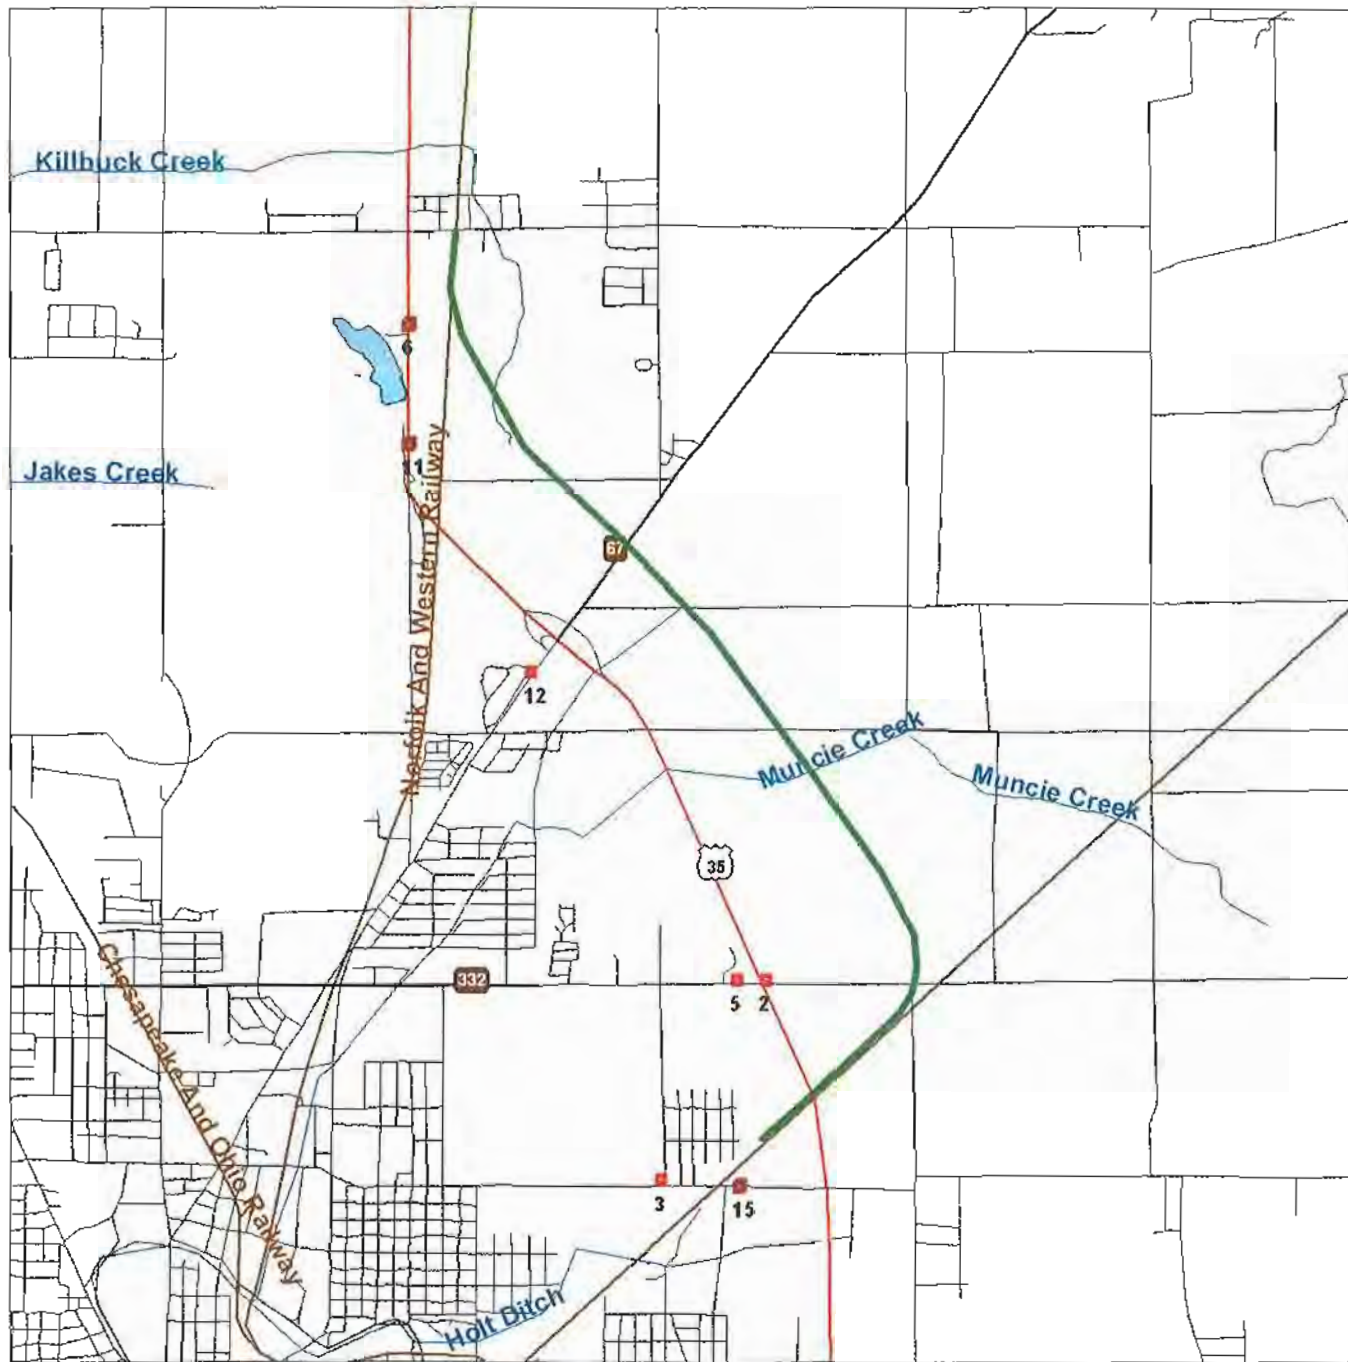 Killbuck Creek
6
11
Jakes Creek
Norfolk And Western Railway
67
12
Muncie Creek
Muncie Creek
35
Chesapeake And Ohio Railway
332
5
2
3
15
Holt Ditch